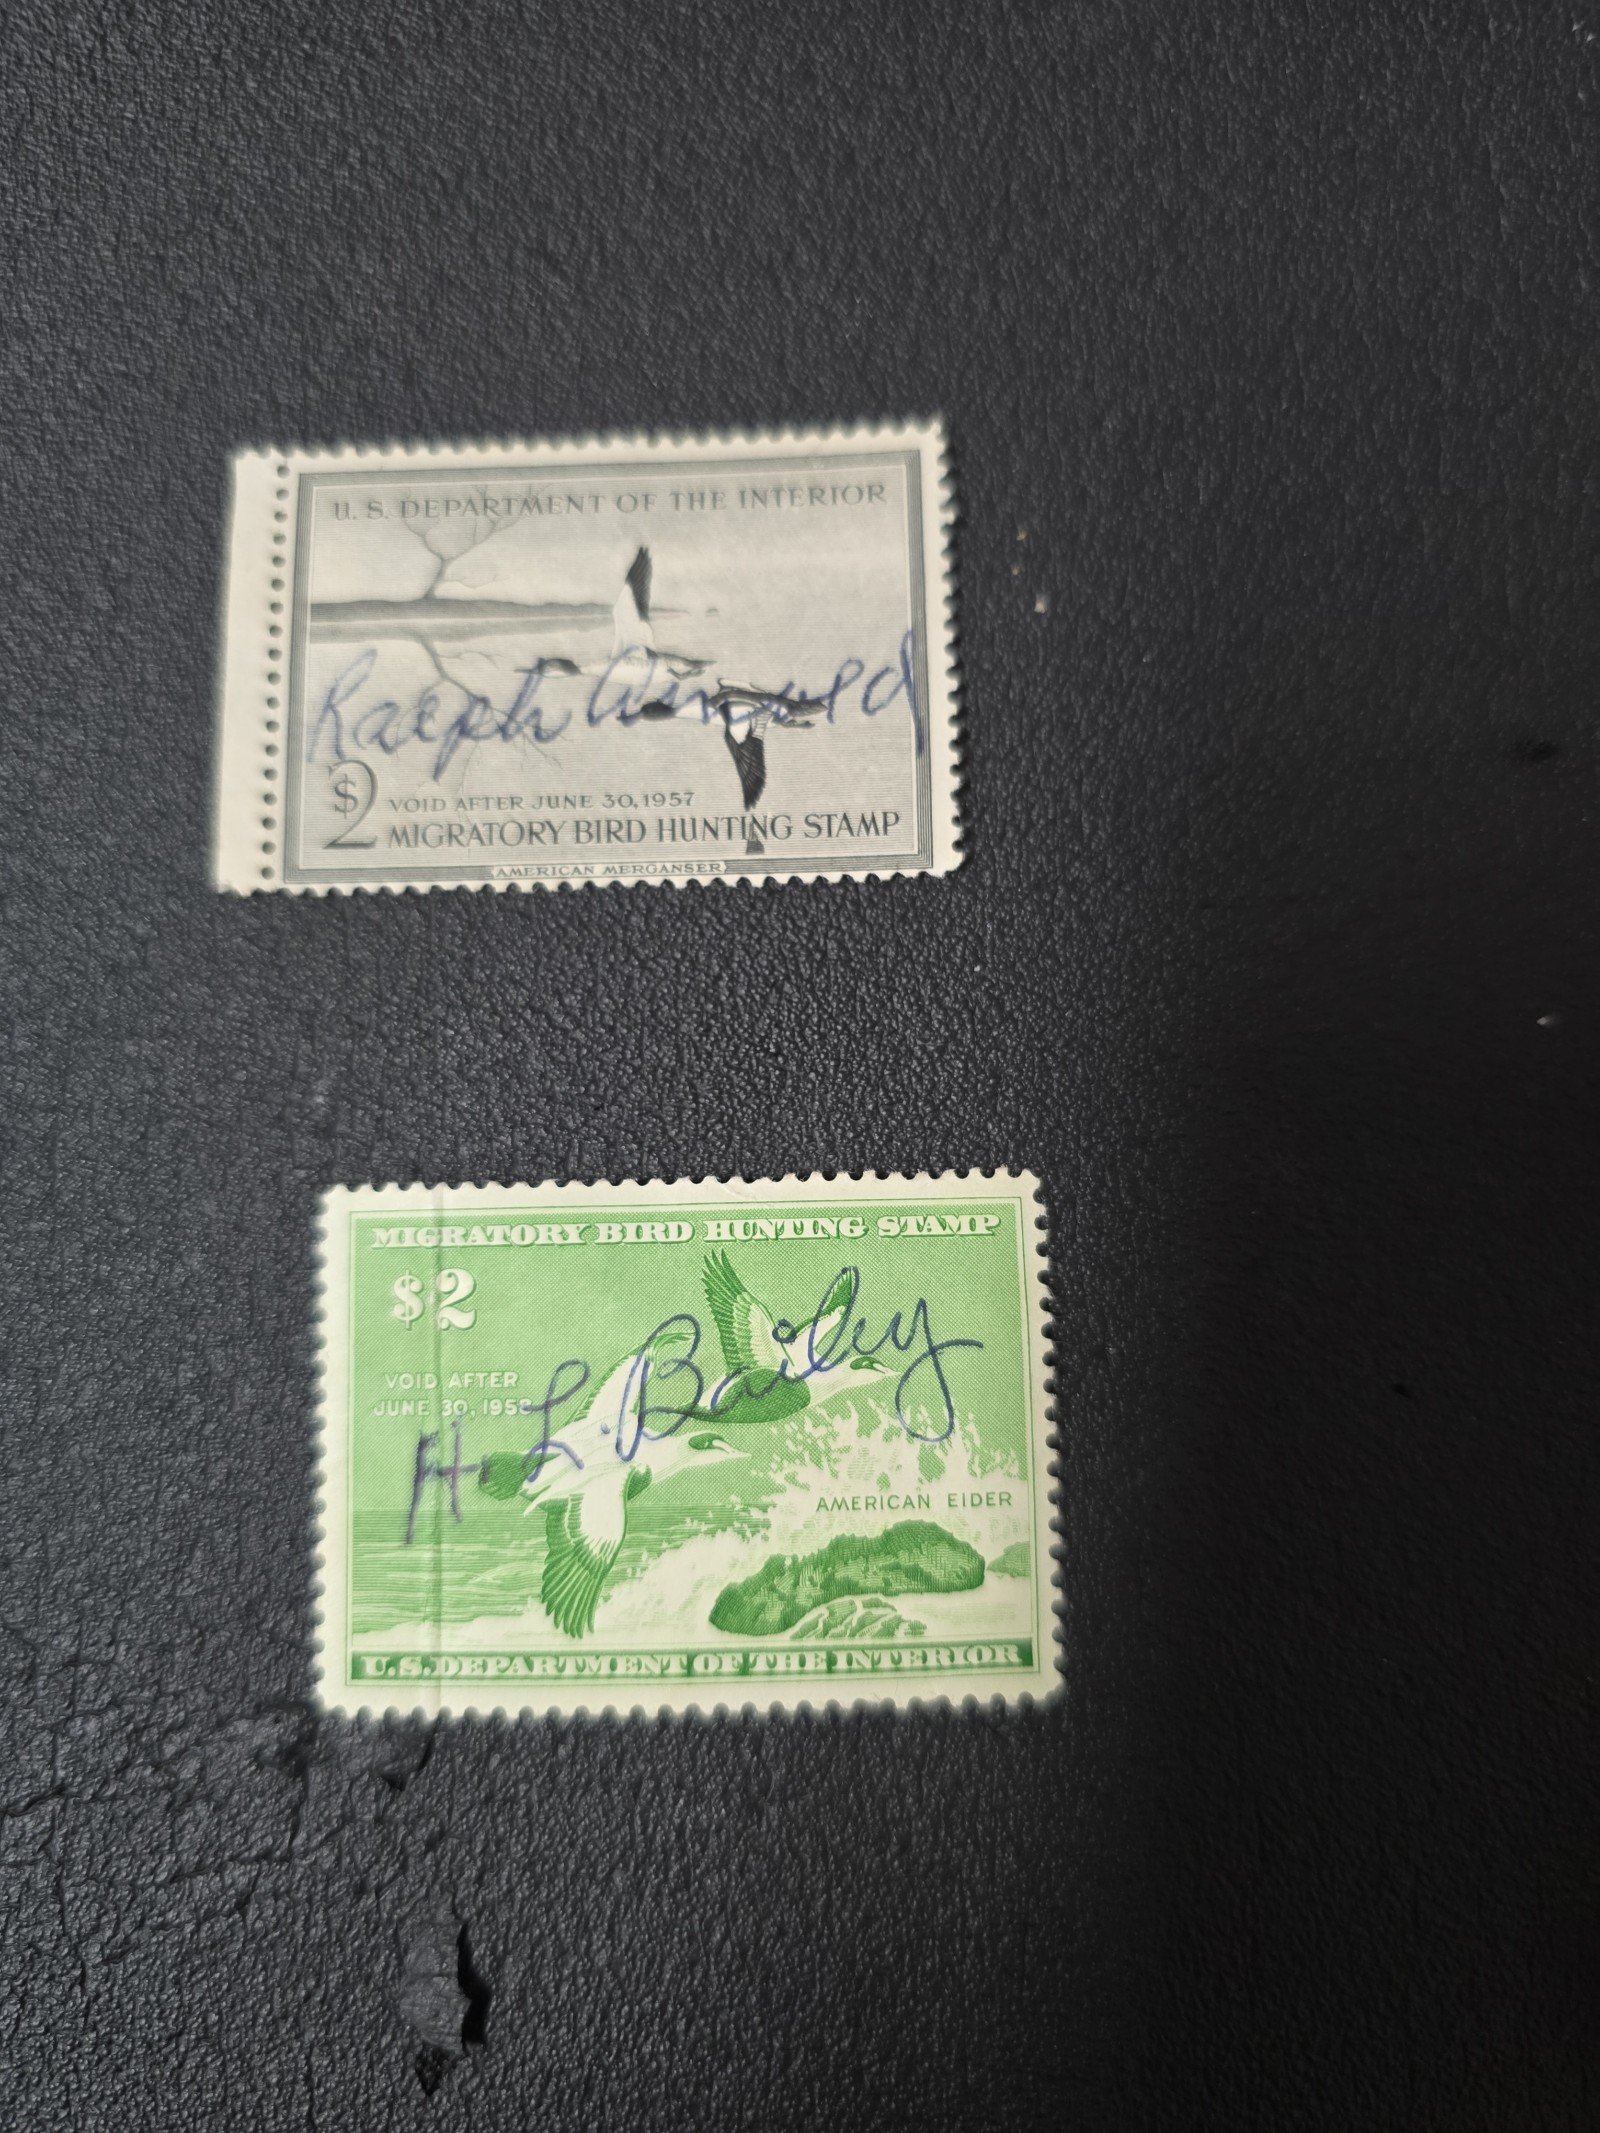 U. S. DEPARTMENT OF THE INTERIOR
Ralph Arnold
$2
VOID AFTER JUNE 30, 1957
MIGRATORY BIRD HUNTING STAMP
AMERICAN MERGANSER
MIGRATORY BIRD HUNTING STAMP
$2
VOID AFTER
JUNE 30, 1958
H. L. Bailey
AMERICAN EIDER
U.S. DEPARTMENT OF THE INTERIOR